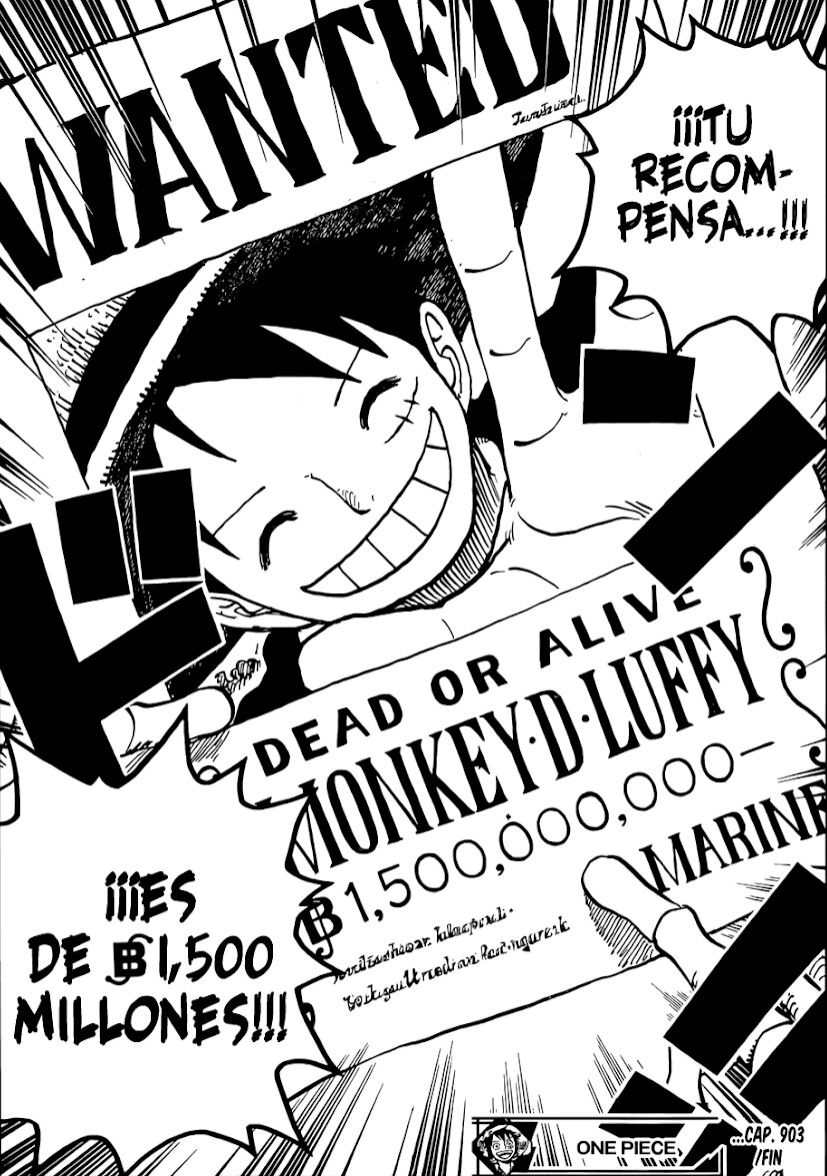 WANTED
¡¡¡TU
RECOM-
PENSA...!!!
DEAD OR ALIVE
MONKEY·D·LUFFY
฿1,500,000,000—
MARINE
¡¡¡ES
DE ฿1,500
MILLONES!!!
ONE PIECE
...CAP. 903
/FIN